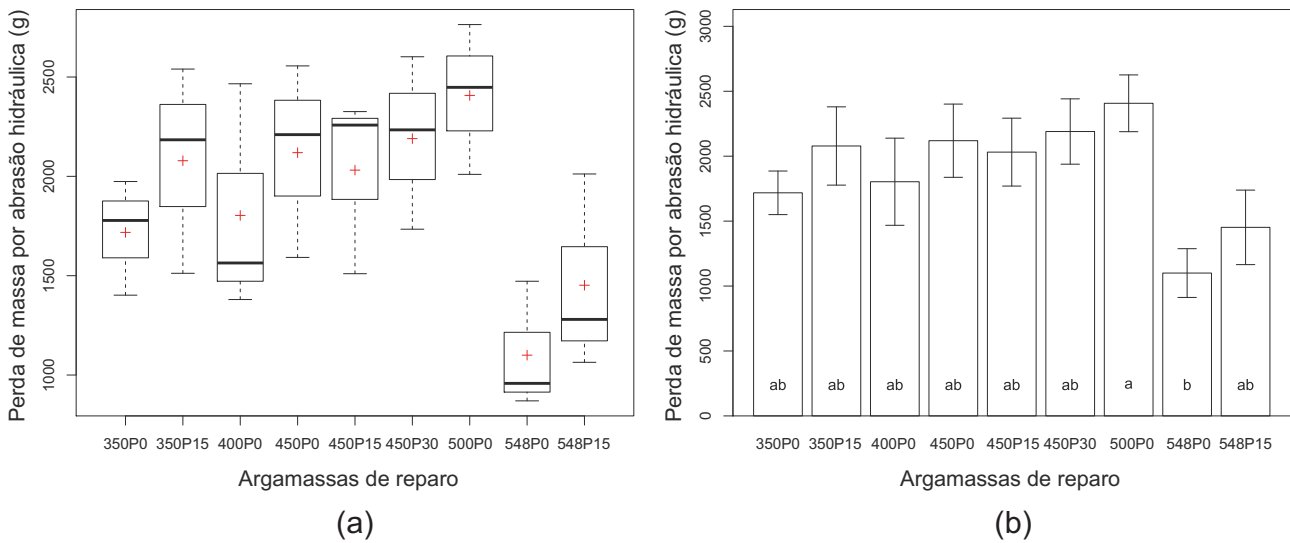 Perda de massa por abrasão hidráulica (g)
2500
2000
1500
1000
350P0 350P15 400P0 450P0 450P15 450P30 500P0 548P0 548P15
Argamassas de reparo
(a)
Perda de massa por abrasão hidráulica (g)
3000
2500
2000
1500
1000
500
0
ab ab ab ab ab ab a b ab
350P0 350P15 400P0 450P0 450P15 450P30 500P0 548P0 548P15
Argamassas de reparo
(b)